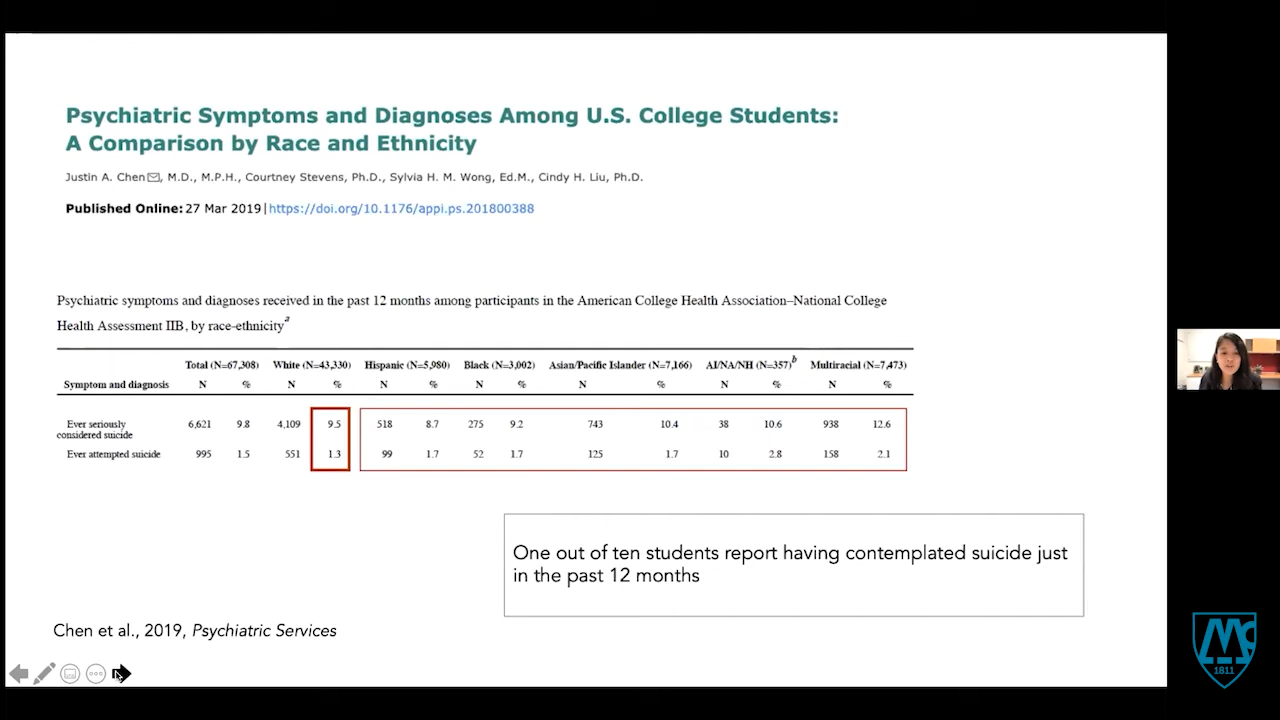 Psychiatric Symptoms and Diagnoses Among U.S. College Students:
A Comparison by Race and Ethnicity
Justin A. Chen, M.D., M.P.H., Courtney Stevens, Ph.D., Sylvia H. M. Wong, Ed.M., Cindy H. Liu, Ph.D.
Published Online: 27 Mar 2019 | https://doi.org/10.1176/appi.ps.201800388
Psychiatric symptoms and diagnoses received in the past 12 months among participants in the American College Health Association–National College
Health Assessment IIB, by race-ethnicity a
Total (N=67,308) White (N=43,330) Hispanic (N=5,980) Black (N=3,002) Asian/Pacific Islander (N=7,166) AI/NA/NH (N=357) b Multiracial (N=7,473)
Symptom and diagnosis N % N % N % N % N % N % N %
Ever seriously
considered suicide 6,621 9.8 4,109 9.5 518 8.7 275 9.2 743 10.4 38 10.6 938 12.6
Ever attempted suicide 995 1.5 551 1.3 99 1.7 52 1.7 125 1.7 10 2.8 158 2.1
One out of ten students report having contemplated suicide just
in the past 12 months
Chen et al., 2019, Psychiatric Services
1811